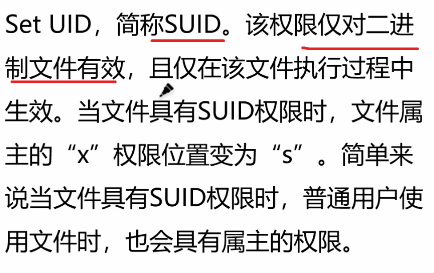 Set UID，简称SUID。该权限仅对二进
制文件有效，且仅在该文件执行过程中
生效。当文件具有SUID权限时，文件属
主的“x”权限位置变为“s”。简单来
说当文件具有SUID权限时，普通用户使
用文件时，也会具有属主的权限。